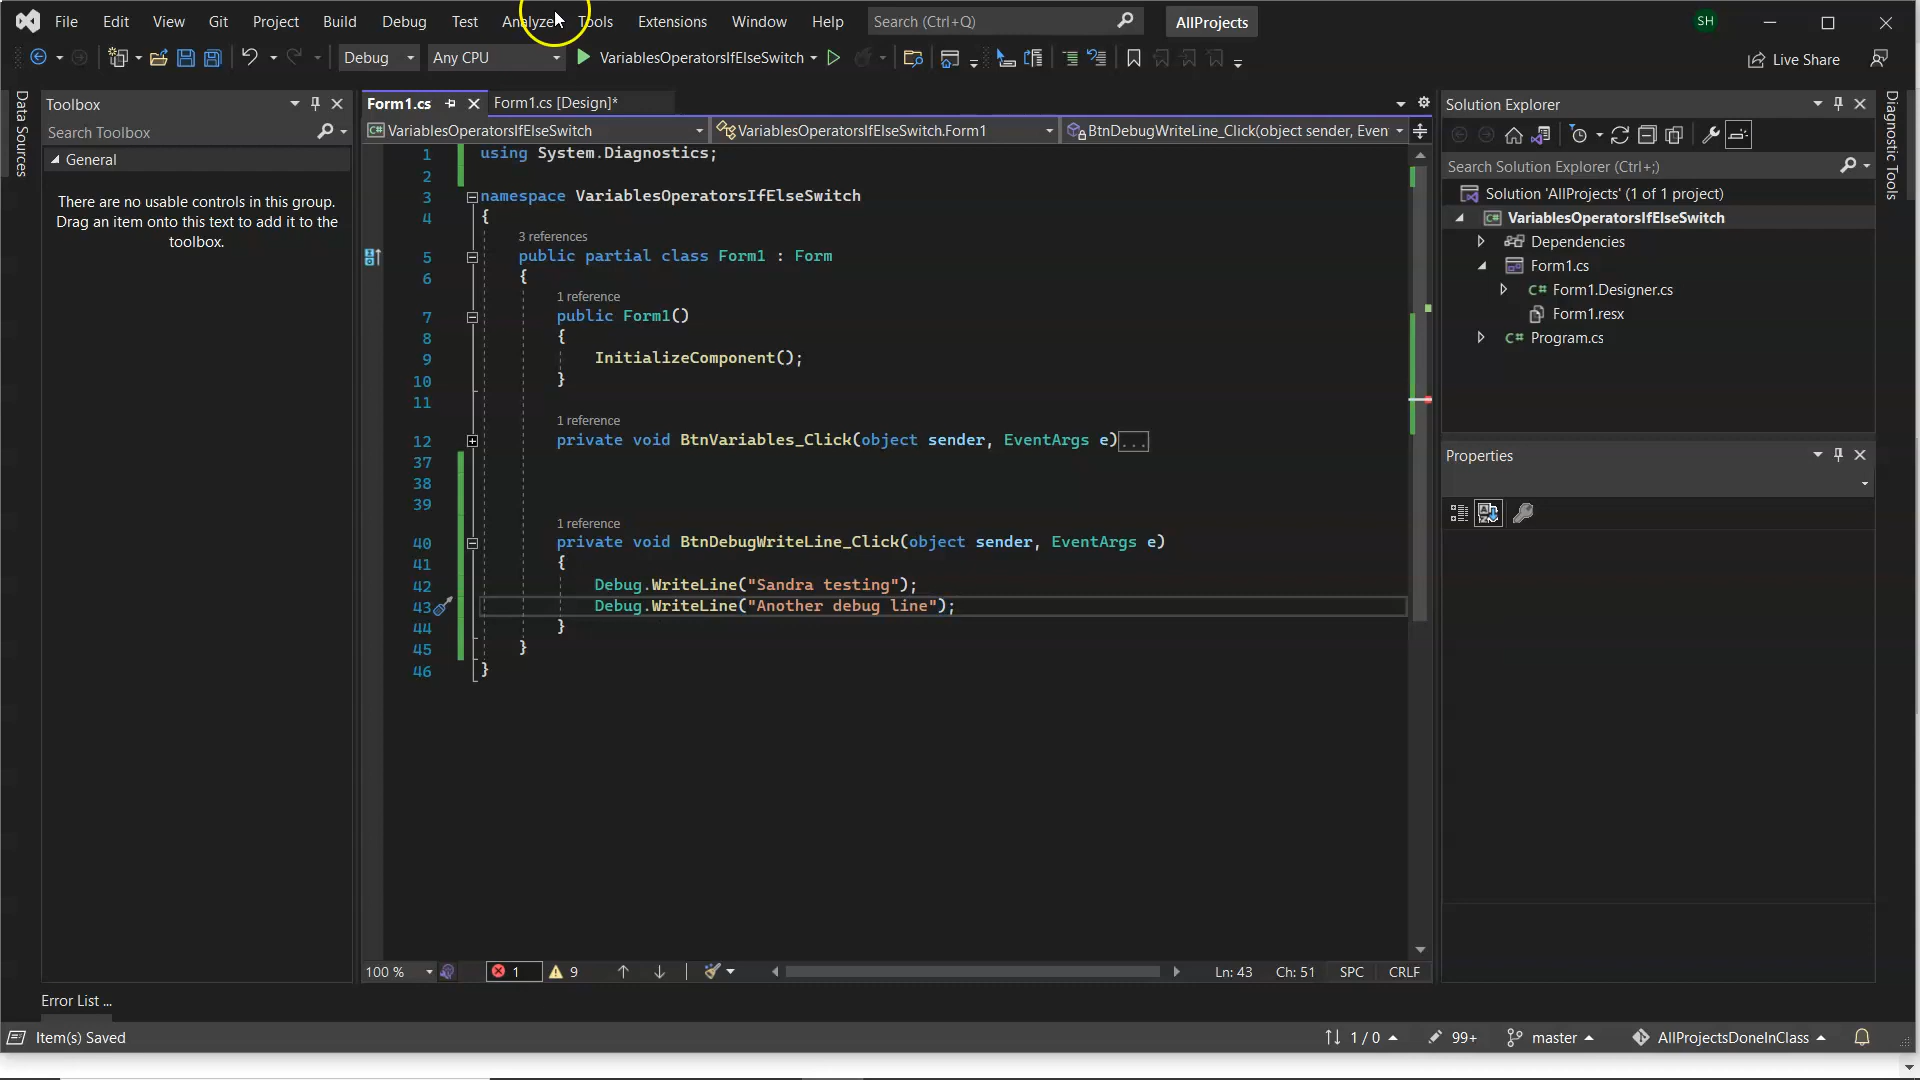 File Edit View Git Project Build Debug Test Analyze Tools Extensions Window Help Search (Ctrl+Q) AllProjects SH
Debug Any CPU VariablesOperatorsIfElseSwitch Live Share
Data Sources
Toolbox
Search Toolbox
General
There are no usable controls in this group.
Drag an item onto this text to add it to the
toolbox.
Form1.cs Form1.cs [Design]*
VariablesOperatorsIfElseSwitch VariablesOperatorsIfElseSwitch.Form1 BtnDebugWriteLine_Click(object sender, Even
1 using System.Diagnostics;
2
3 namespace VariablesOperatorsIfElseSwitch
4 {
3 references
5 public partial class Form1 : Form
6 {
1 reference
7 public Form1()
8 {
9 InitializeComponent();
10 }
11
1 reference
12 private void BtnVariables_Click(object sender, EventArgs e)...
37
38
39
1 reference
40 private void BtnDebugWriteLine_Click(object sender, EventArgs e)
41 {
42 Debug.WriteLine("Sandra testing");
43 Debug.WriteLine("Another debug line");
44 }
45 }
46 }
100 % 1 9 Ln: 43 Ch: 51 SPC CRLF
Solution Explorer
Search Solution Explorer (Ctrl+;)
Solution 'AllProjects' (1 of 1 project)
C# VariablesOperatorsIfElseSwitch
Dependencies
Form1.cs
C# Form1.Designer.cs
Form1.resx
C# Program.cs
Properties
Diagnostic Tools
Error List ...
Item(s) Saved 1 / 0 99+ master AllProjectsDoneInClass